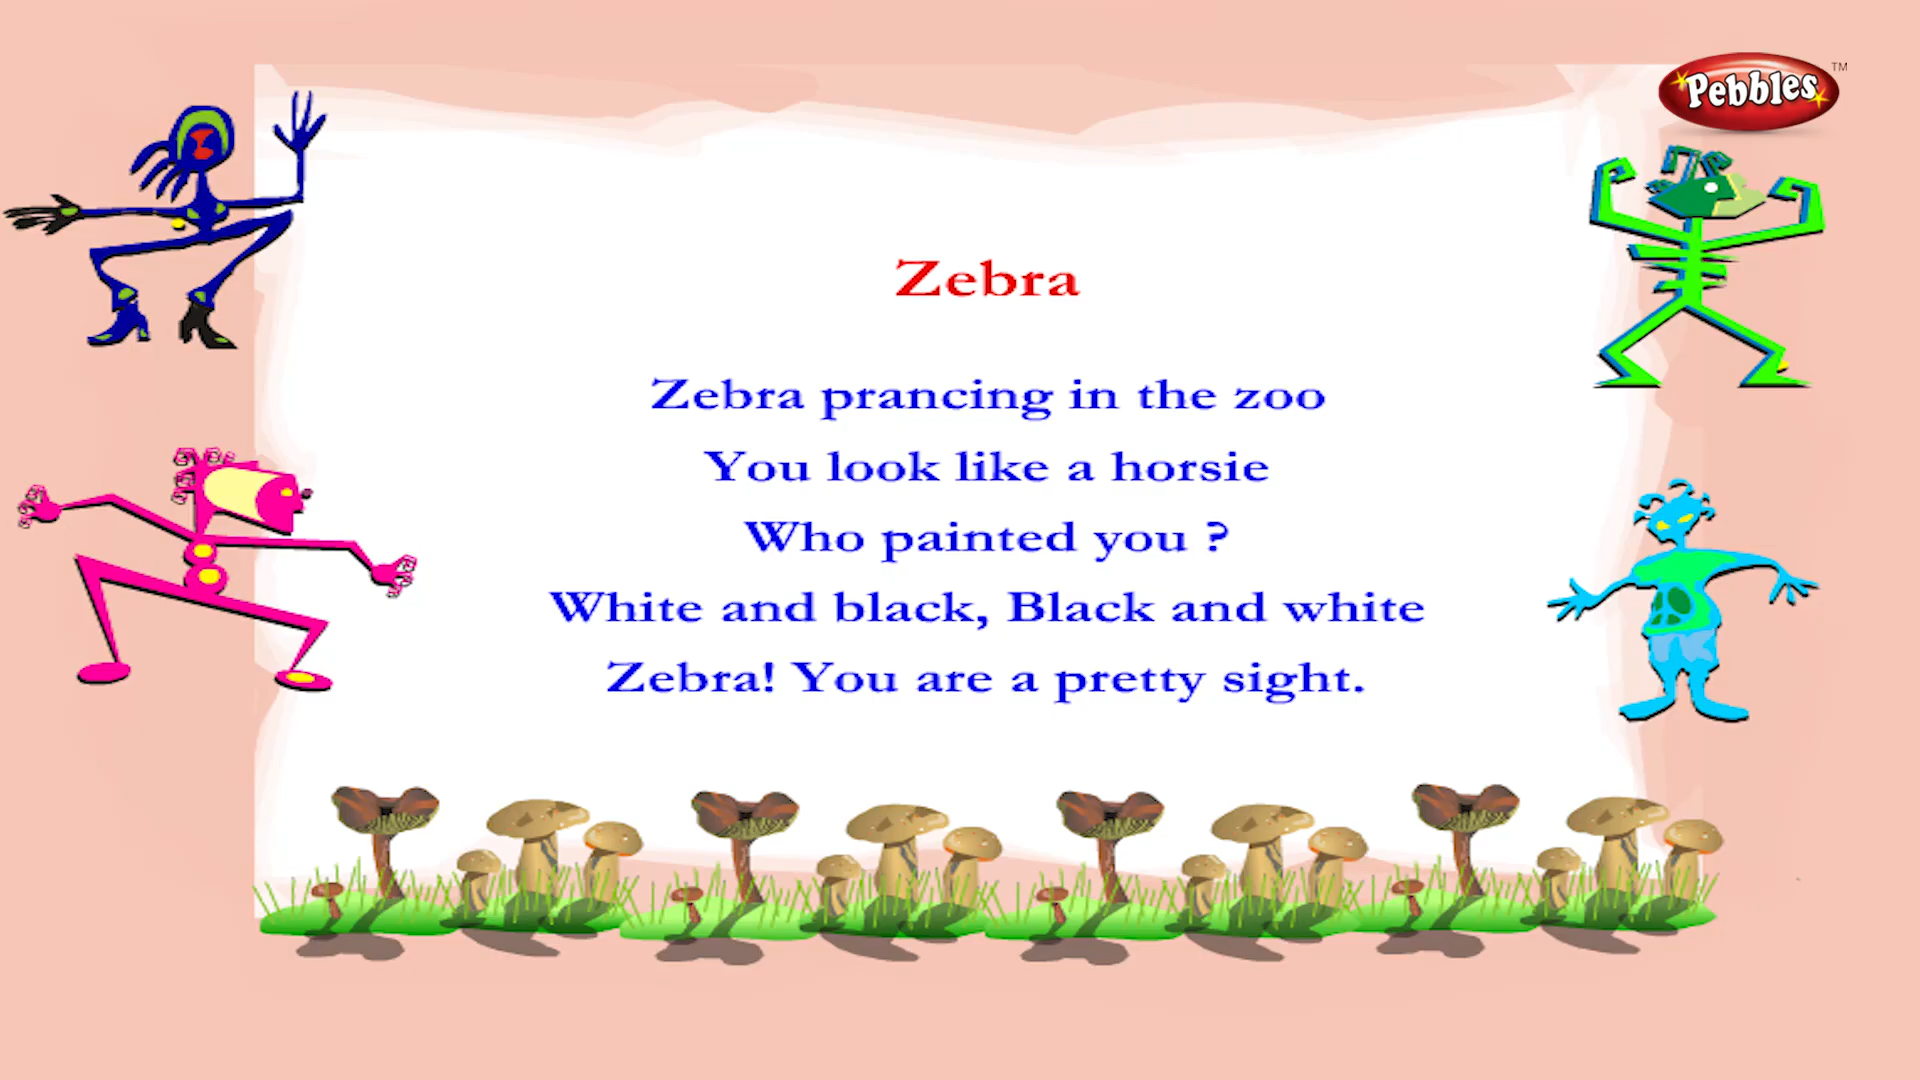 Pebbles™
Zebra
Zebra prancing in the zoo
You look like a horsie
Who painted you ?
White and black, Black and white
Zebra! You are a pretty sight.